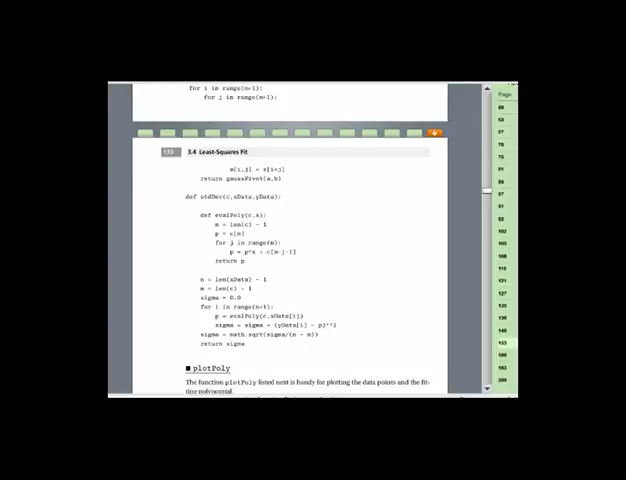 for i in range(m+1):
for j in range(m+1):
Page
133 3.4 Least-Squares Fit
a[i,j] = s[i+j]
return gaussPivot(a,b)
def stdDev(c,xData,yData):
def evalPoly(c,x):
m = len(c) - 1
p = c[m]
for j in range(m):
p = p*x + c[m-j-1]
return p
n = len(xData) - 1
m = len(c) - 1
sigma = 0.0
for i in range(n+1):
p = evalPoly(c,xData[i])
sigma = sigma + (yData[i] - p)**2
sigma = math.sqrt(sigma/(n - m))
return sigma
■ plotPoly
The function plotPoly listed next is handy for plotting the data points and the fit-
ting polynomial